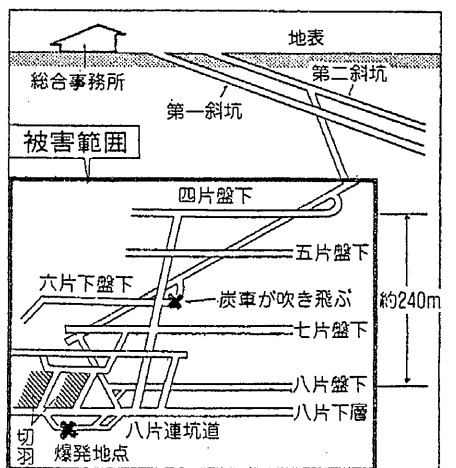 地表
総合事務所
第二斜坑
第一斜坑
被害範囲
四片盤下
五片盤下
六片下盤下
炭車が吹き飛ぶ
約240m
七片盤下
八片盤下
八片下層
八片連坑道
切羽
爆発地点